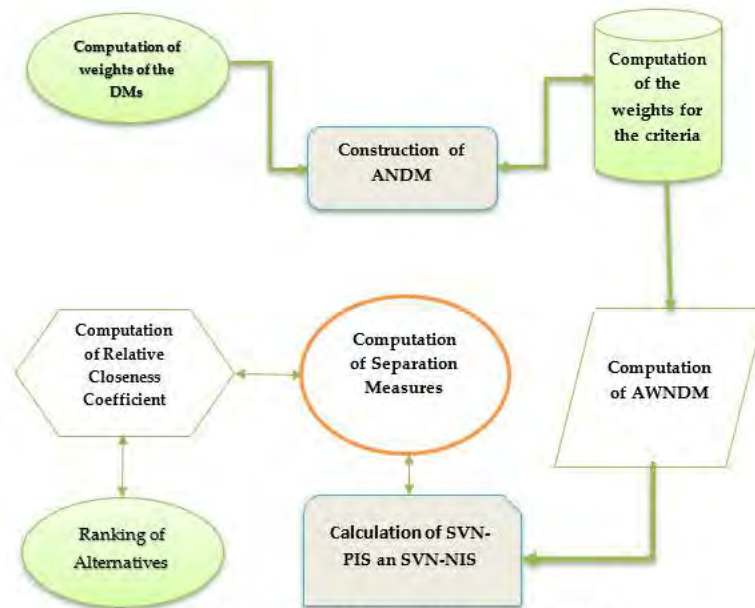 Computation of
weights of the
DMs
Construction of
ANDM
Computation
of the
weights for
the criteria
Computation
of Relative
Closeness
Coefficient
Computation
of Separation
Measures
Computation
of AWNDM
Ranking of
Alternatives
Calculation of SVN-
PIS an SVN-NIS